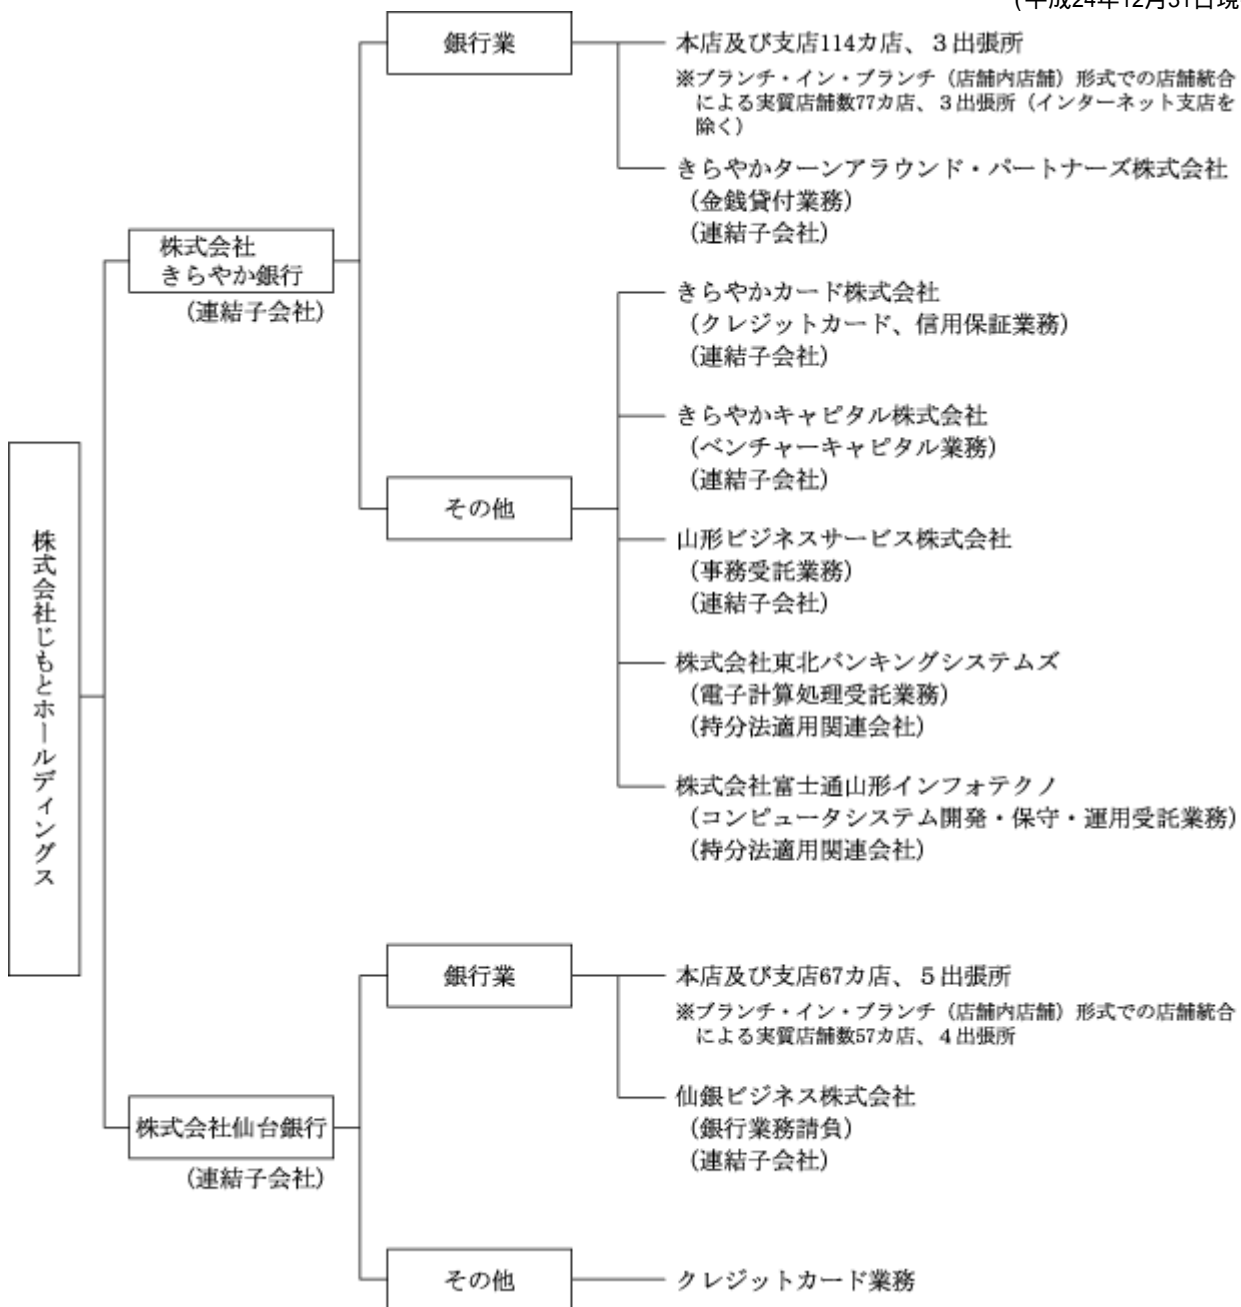 (平成24年12月31日現
銀行業
本店及び支店114カ店、３出張所
※ブランチ・イン・ブランチ（店舗内店舗）形式での店舗統合
による実質店舗数77カ店、３出張所（インターネット支店を
除く）
きらやかターンアラウンド・パートナーズ株式会社
（金銭貸付業務）
（連結子会社）
株式会社
きらやか銀行
（連結子会社）
きらやかカード株式会社
（クレジットカード、信用保証業務）
（連結子会社）
きらやかキャピタル株式会社
（ベンチャーキャピタル業務）
（連結子会社）
その他
山形ビジネスサービス株式会社
（事務受託業務）
（連結子会社）
株式会社じもとホールディングス
株式会社東北バンキングシステムズ
（電子計算処理受託業務）
（持分法適用関連会社）
株式会社富士通山形インフォテクノ
（コンピュータシステム開発・保守・運用受託業務）
（持分法適用関連会社）
銀行業
本店及び支店67カ店、５出張所
※ブランチ・イン・ブランチ（店舗内店舗）形式での店舗統合
による実質店舗数57カ店、４出張所
仙銀ビジネス株式会社
（銀行業務請負）
（連結子会社）
株式会社仙台銀行
（連結子会社）
その他
クレジットカード業務